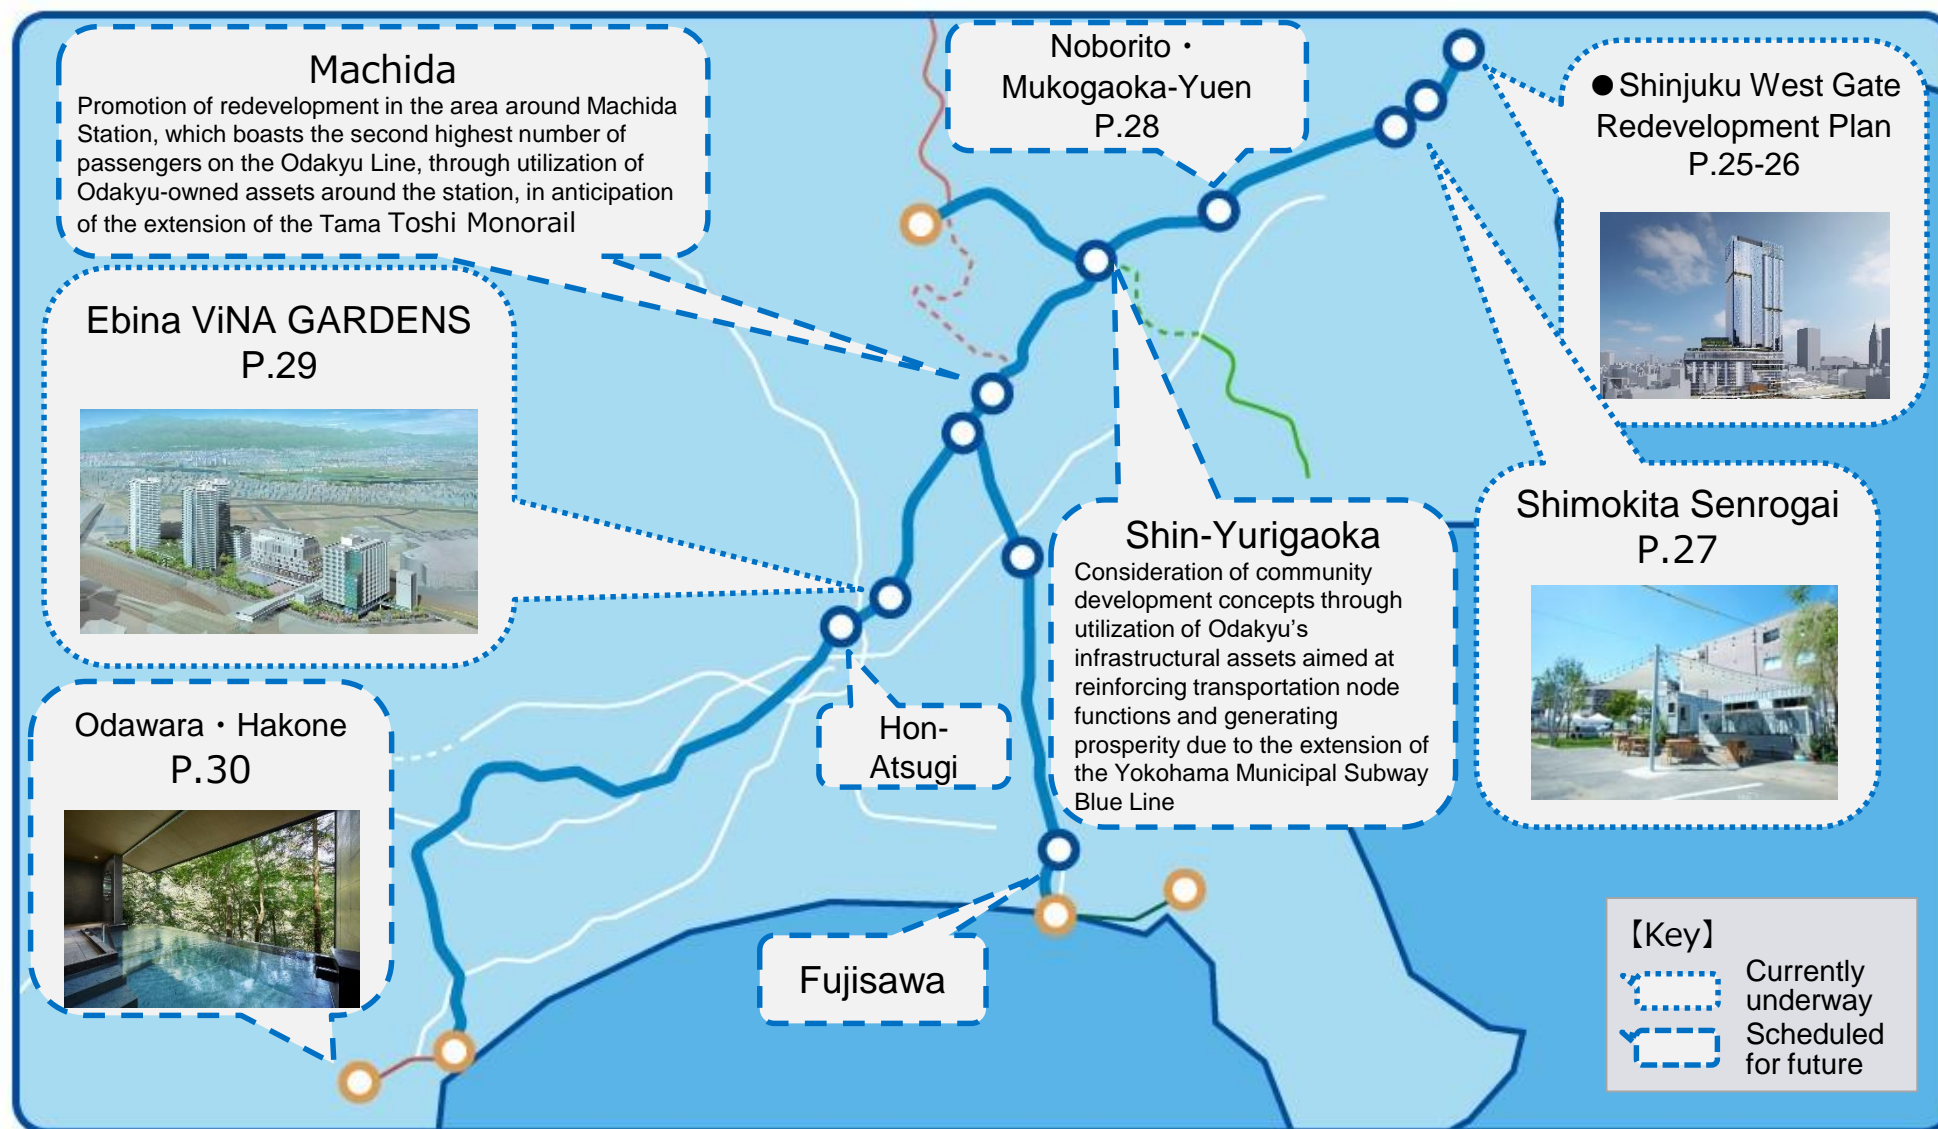 Machida
Promotion of redevelopment in the area around Machida
Station, which boasts the second highest number of
passengers on the Odakyu Line, through utilization of
Odakyu-owned assets around the station, in anticipation
of the extension of the Tama Toshi Monorail
Noborito・
Mukogaoka-Yuen
P.28
●Shinjuku West Gate
Redevelopment Plan
P.25-26
Ebina ViNA GARDENS
P.29
Shin-Yurigaoka
Consideration of community
development concepts through
utilization of Odakyu’s
infrastructural assets aimed at
reinforcing transportation node
functions and generating
prosperity due to the extension of
the Yokohama Municipal Subway
Blue Line
Shimokita Senrogai
P.27
Odawara・Hakone
P.30
Hon-
Atsugi
Fujisawa
【Key】
Currently
underway
Scheduled
for future